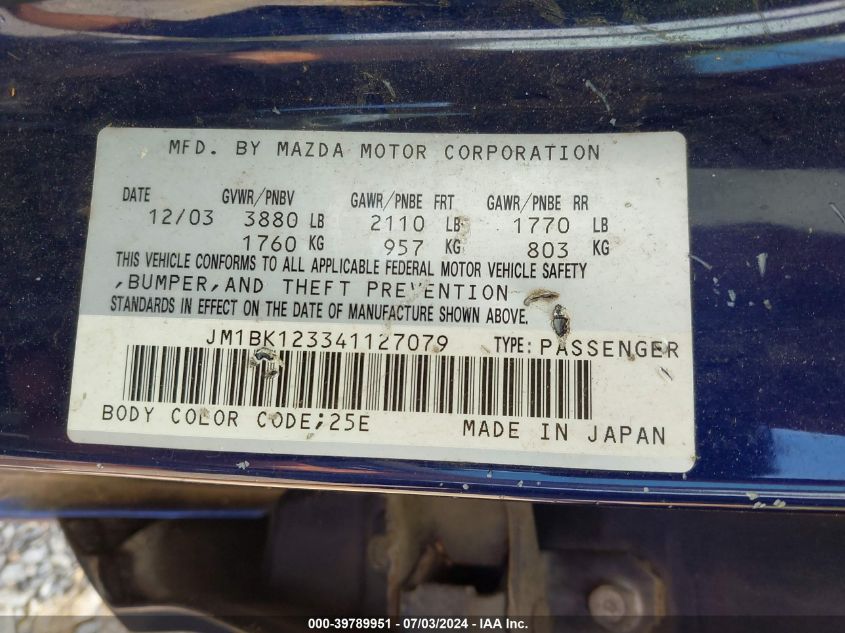 MFD. BY MAZDA MOTOR CORPORATION
DATE GVWR/PNBV GAWR/PNBE FRT GAWR/PNBE RR
12/03 3880 LB 2110 LB 1770 LB
1760 KG 957 KG 803 KG
THIS VEHICLE CONFORMS TO ALL APPLICABLE FEDERAL MOTOR VEHICLE SAFETY
,BUMPER,AND THEFT PREVENTION
STANDARDS IN EFFECT ON THE DATE OF MANUFACTURE SHOWN ABOVE.
JM1BK123341127079 TYPE: PASSENGER
BODY COLOR CODE;25E MADE IN JAPAN
000-39789951 - 07/03/2024 - IAA Inc.